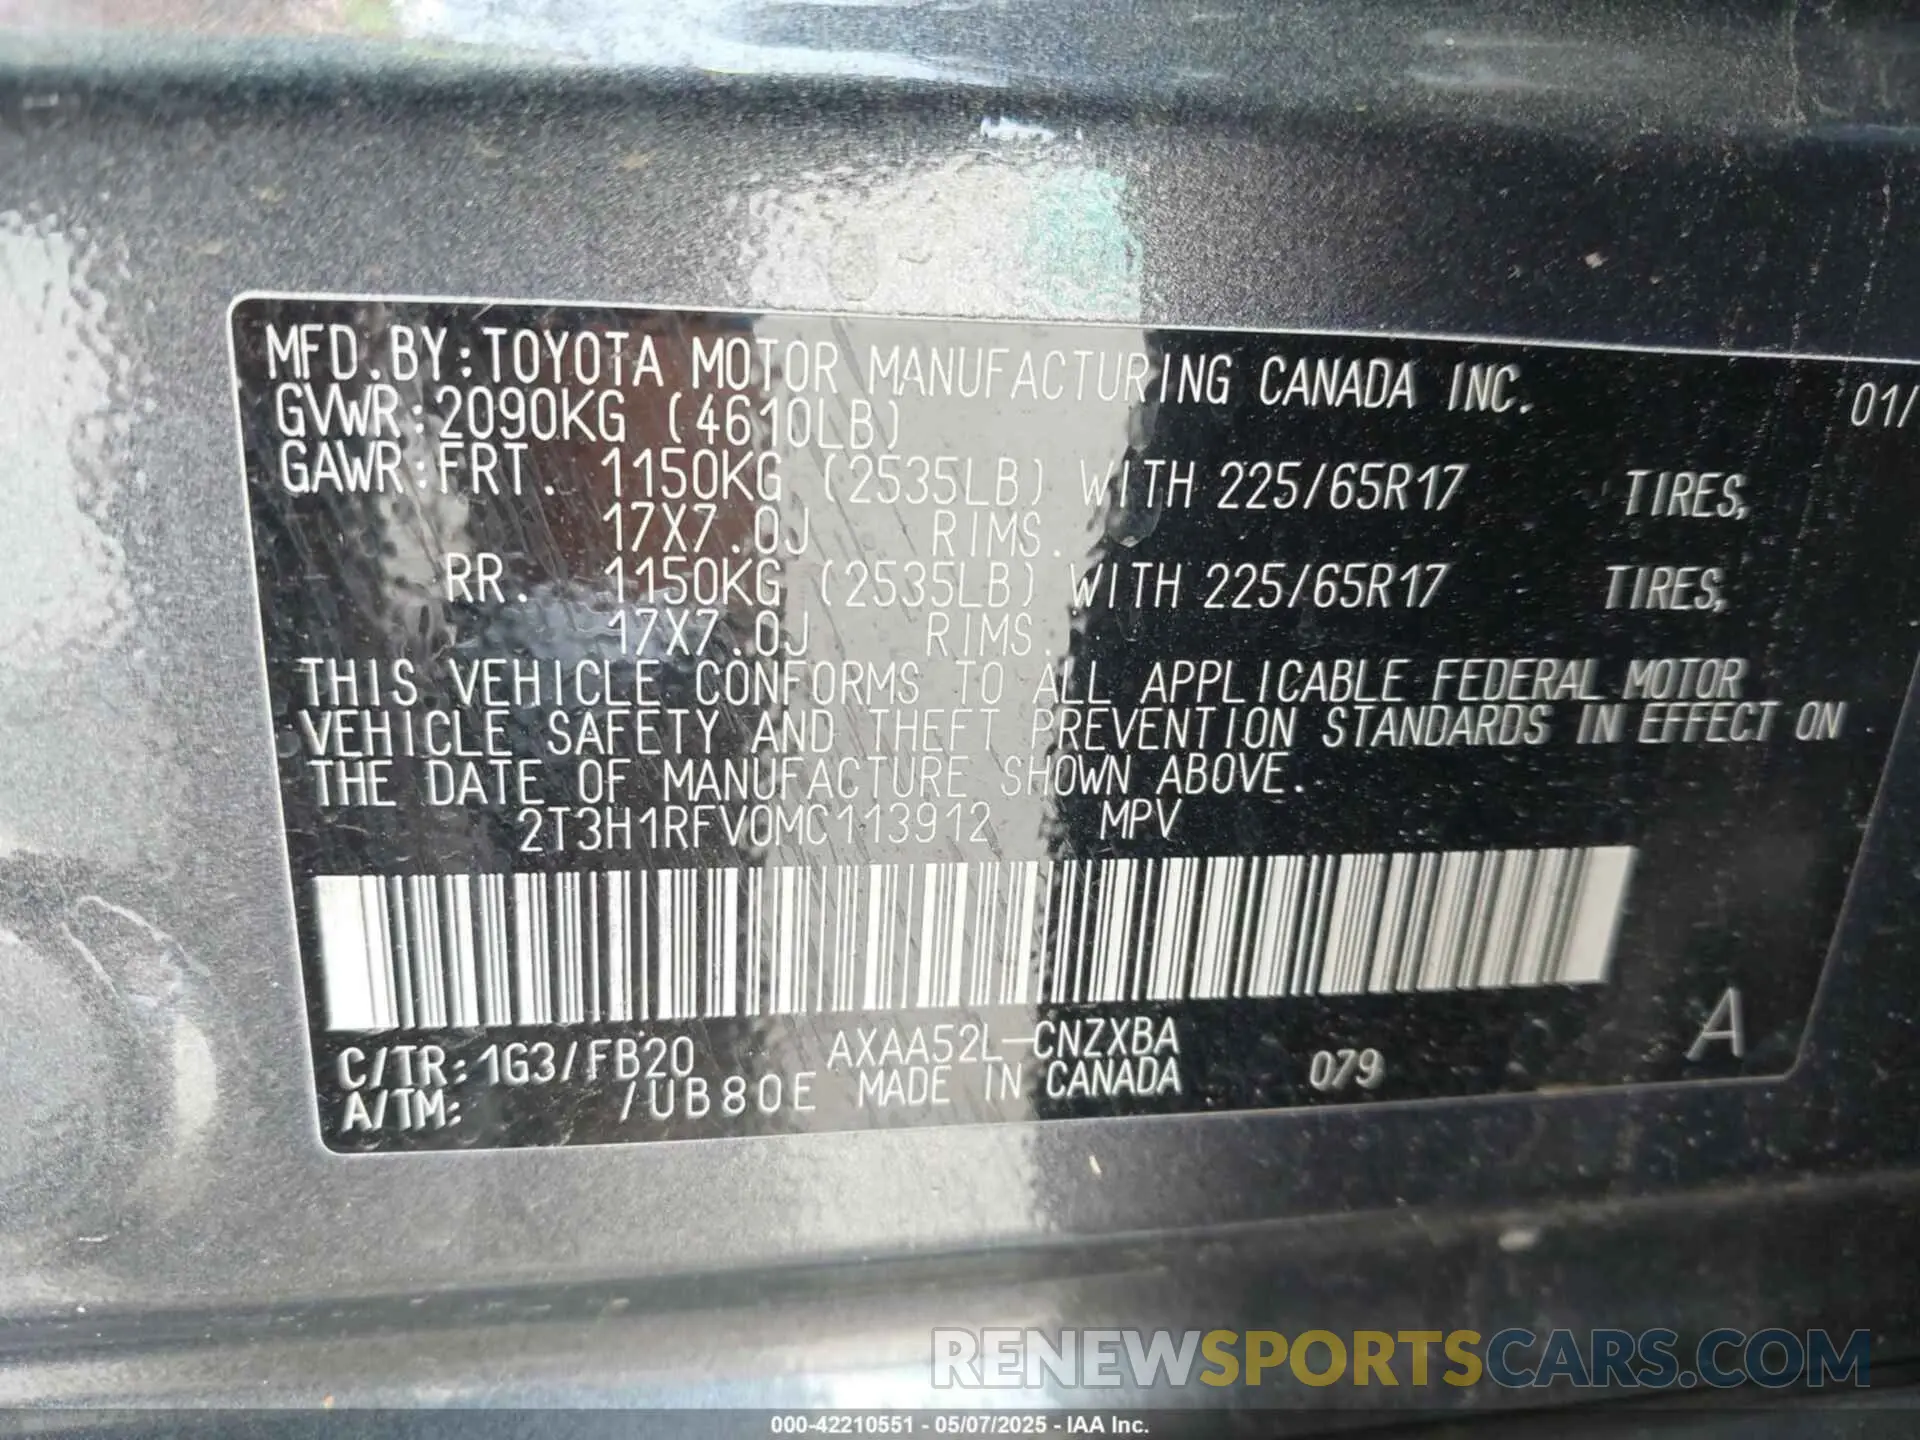 MFD.BY:TOYOTA MOTOR MANUFACTURING CANADA INC. 01/
GVWR:2090KG (4610LB)
GAWR:FRT. 1150KG (2535LB) WITH 225/65R17 TIRES,
17X7.0J RIMS.
RR. 1150KG (2535LB) WITH 225/65R17 TIRES,
17X7.0J RIMS.
THIS VEHICLE CONFORMS TO ALL APPLICABLE FEDERAL MOTOR
VEHICLE SAFETY AND THEFT PREVENTION STANDARDS IN EFFECT ON
THE DATE OF MANUFACTURE SHOWN ABOVE.
2T3H1RFV0MC113912 MPV
C/TR:1G3/FB20 AXAA52L-CNZXBA
A/TM: /UB80E MADE IN CANADA 079 A
RENEWSPORTSCARS.COM
000-42210551 - 05/07/2025 - IAA Inc.